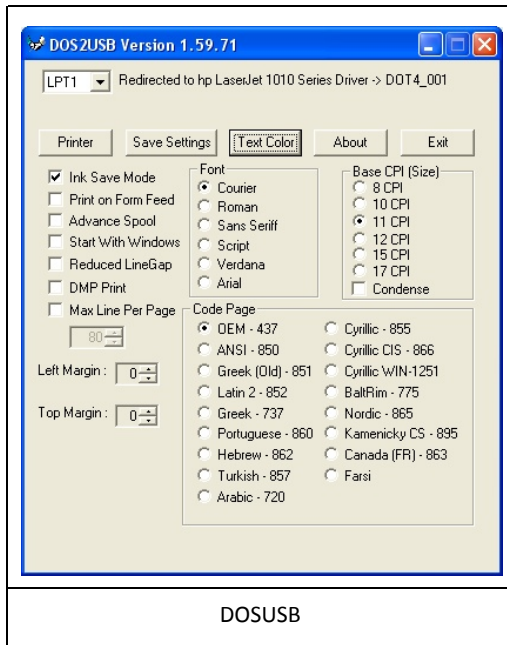 DOS2USB Version 1.59.71
LPT1 Redirected to hp LaserJet 1010 Series Driver -> DOT4_001
Printer Save Settings Text Color About Exit
Ink Save Mode
Print on Form Feed
Advance Spool
Start With Windows
Reduced LineGap
DMP Print
Max Line Per Page
80
Left Margin : 0
Top Margin : 0
Font
Courier
Roman
Sans Seriff
Script
Verdana
Arial
Base CPI (Size)
8 CPI
10 CPI
11 CPI
12 CPI
15 CPI
17 CPI
Condense
Code Page
OEM - 437
ANSI - 850
Greek (Old) - 851
Latin 2 - 852
Greek - 737
Portuguese - 860
Hebrew - 862
Turkish - 857
Arabic - 720
Cyrillic - 855
Cyrillic CIS - 866
Cyrillic WIN-1251
BaltRim - 775
Nordic - 865
Kamenicky CS - 895
Canada (FR) - 863
Farsi
DOSUSB